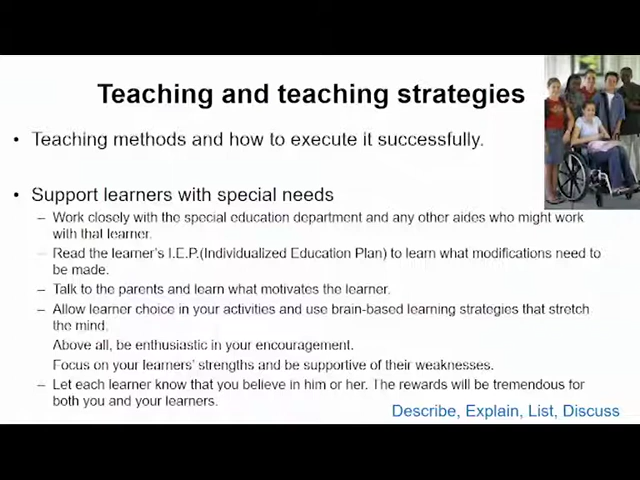 Teaching and teaching strategies
• Teaching methods and how to execute it successfully.
• Support learners with special needs
– Work closely with the special education department and any other aides who might work
with that learner.
– Read the learner's I.E.P.(Individualized Education Plan) to learn what modifications need to
be made.
– Talk to the parents and learn what motivates the learner.
– Allow learner choice in your activities and use brain-based learning strategies that stretch
the mind.
Above all, be enthusiastic in your encouragement.
Focus on your learners' strengths and be supportive of their weaknesses.
– Let each learner know that you believe in him or her. The rewards will be tremendous for
both you and your learners.
Describe, Explain, List, Discuss